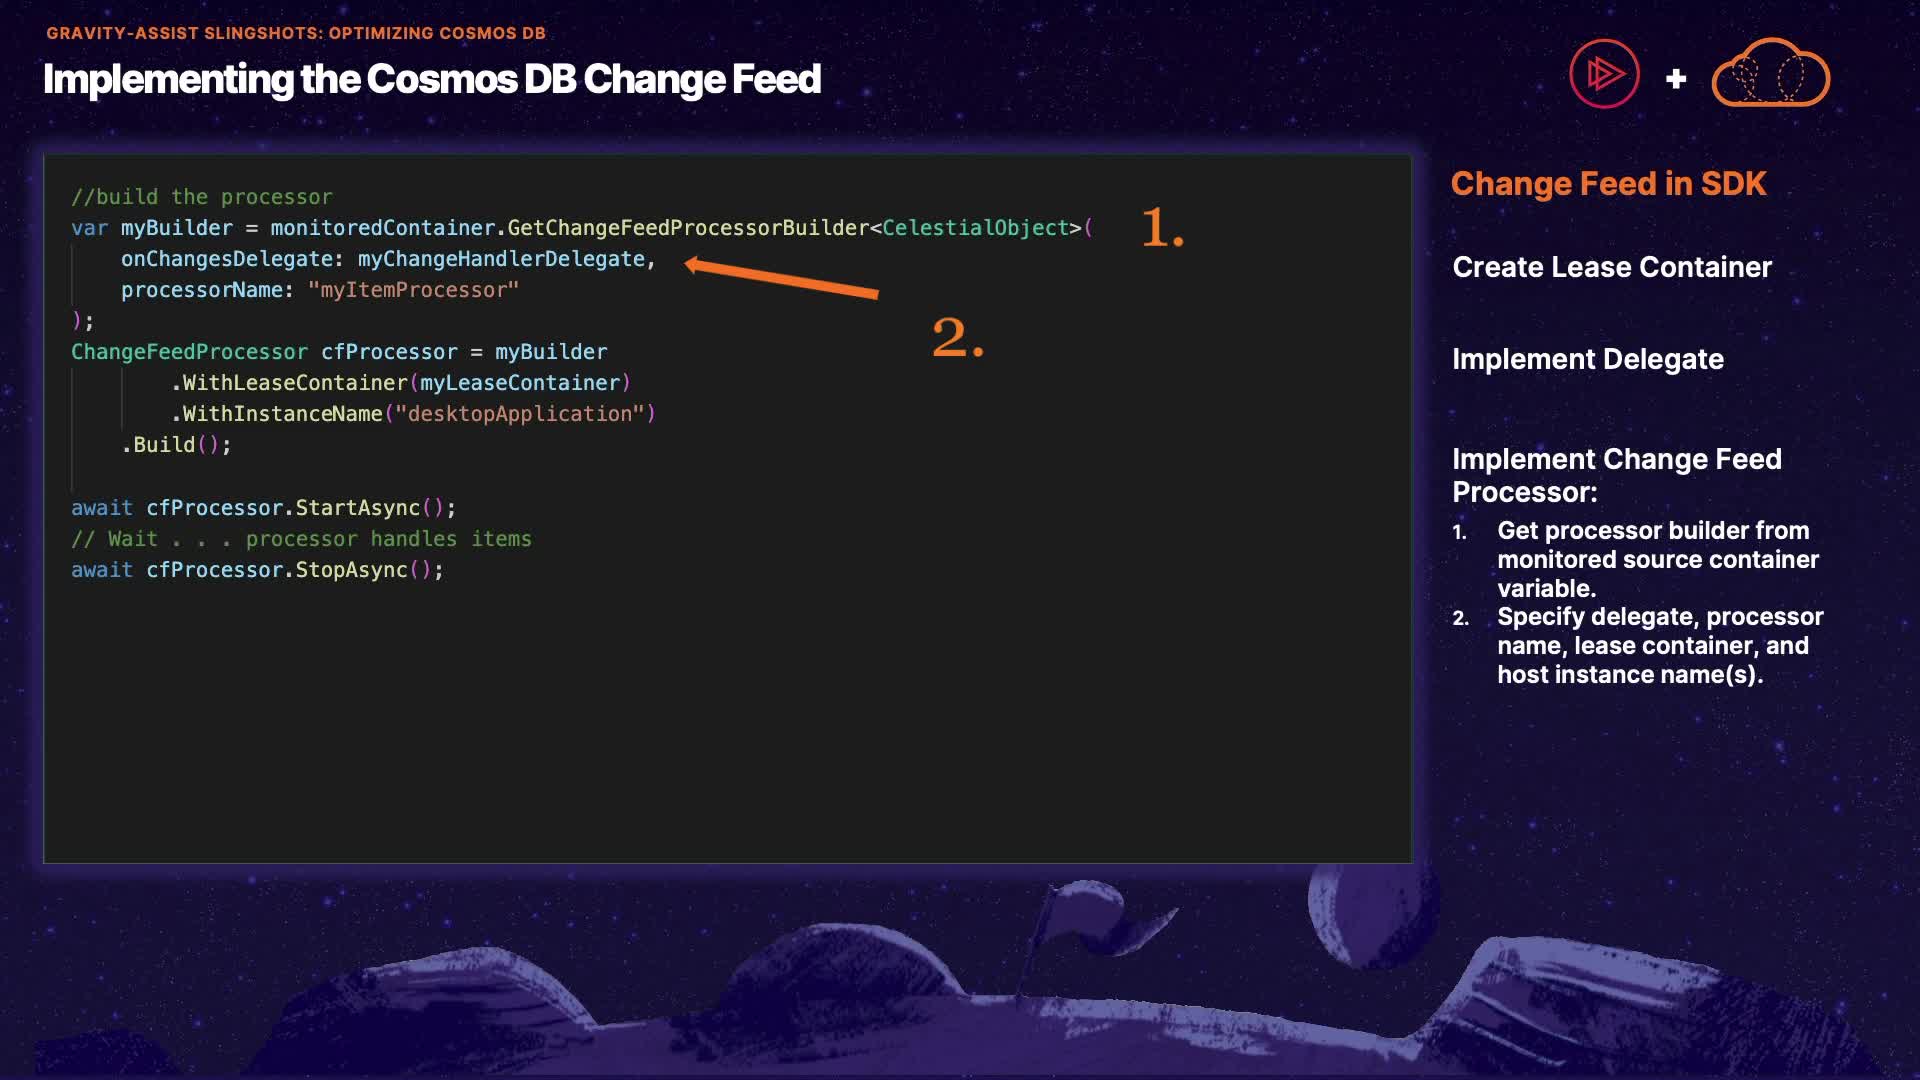 GRAVITY-ASSIST SLINGSHOTS: OPTIMIZING COSMOS DB
Implementing the Cosmos DB Change Feed
+
//build the processor
var myBuilder = monitoredContainer.GetChangeFeedProcessorBuilder<CelestialObject>(
onChangesDelegate: myChangeHandlerDelegate,
processorName: "myItemProcessor"
);
ChangeFeedProcessor cfProcessor = myBuilder
.WithLeaseContainer(myLeaseContainer)
.WithInstanceName("desktopApplication")
.Build();
await cfProcessor.StartAsync();
// Wait . . . processor handles items
await cfProcessor.StopAsync();
1.
2.
Change Feed in SDK
Create Lease Container
Implement Delegate
Implement Change Feed
Processor:
1. Get processor builder from
monitored source container
variable.
2. Specify delegate, processor
name, lease container, and
host instance name(s).